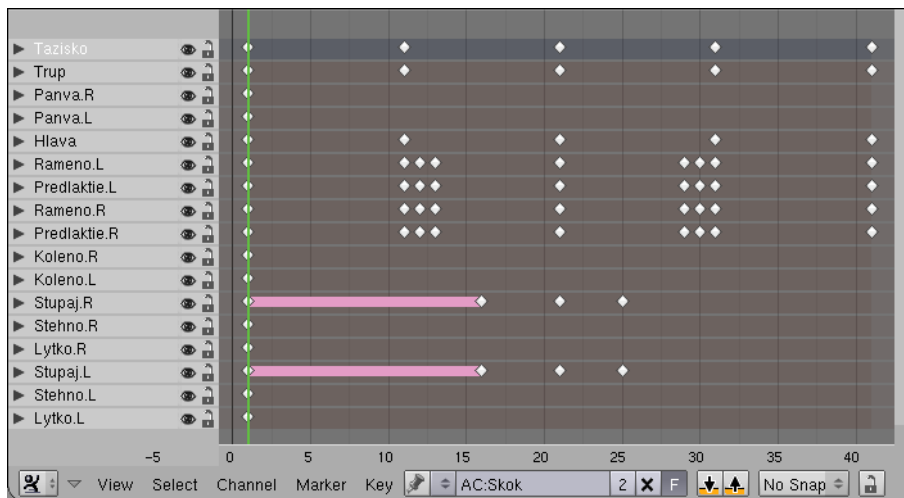 Tazisko
Trup
Panva.R
Panva.L
Hlava
Rameno.L
Predlaktie.L
Rameno.R
Predlaktie.R
Koleno.R
Koleno.L
Stupaj.R
Stehno.R
Lytko.R
Stupaj.L
Stehno.L
Lytko.L
-5 0 5 10 15 20 25 30 35 40
View Select Channel Marker Key AC:Skok 2 X F No Snap